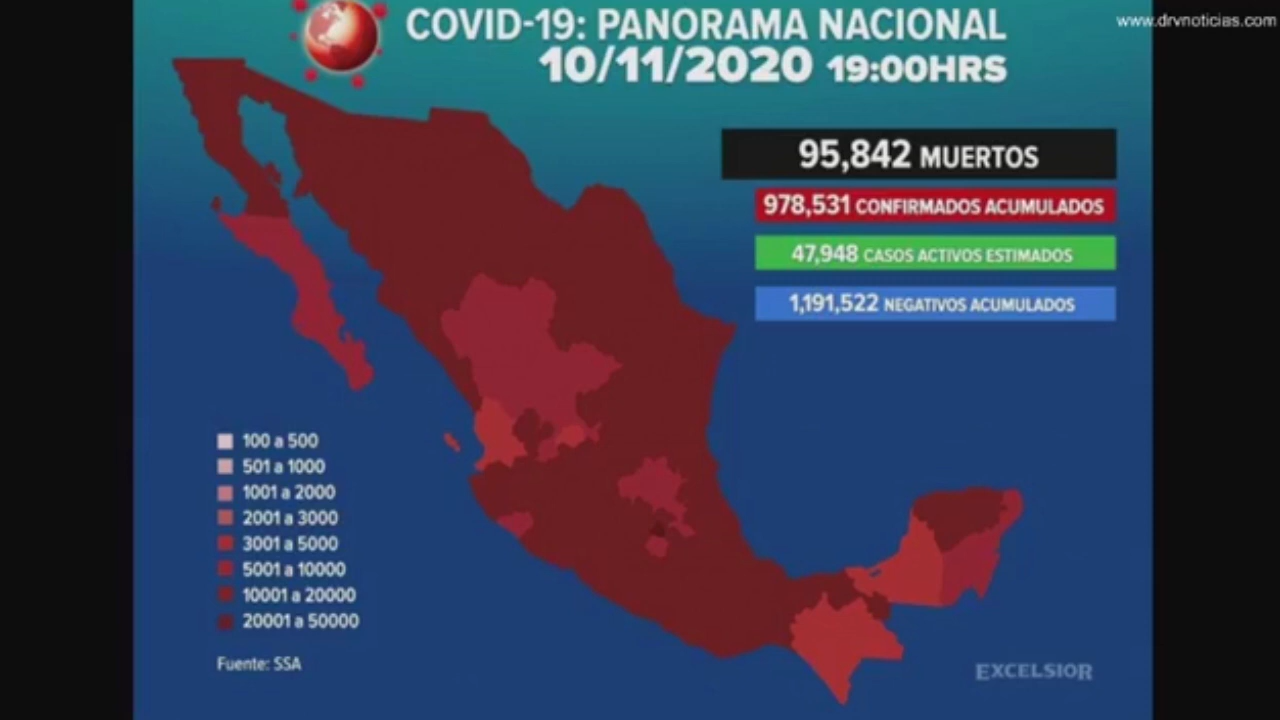 www.drvnoticias.com
COVID-19: PANORAMA NACIONAL
10/11/2020 19:00HRS
95,842 MUERTOS
978,531 CONFIRMADOS ACUMULADOS
47,948 CASOS ACTIVOS ESTIMADOS
1,191,522 NEGATIVOS ACUMULADOS
100 a 500
501 a 1000
1001 a 2000
2001 a 3000
3001 a 5000
5001 a 10000
10001 a 20000
20001 a 50000
Fuente: SSA
EXCELSIOR